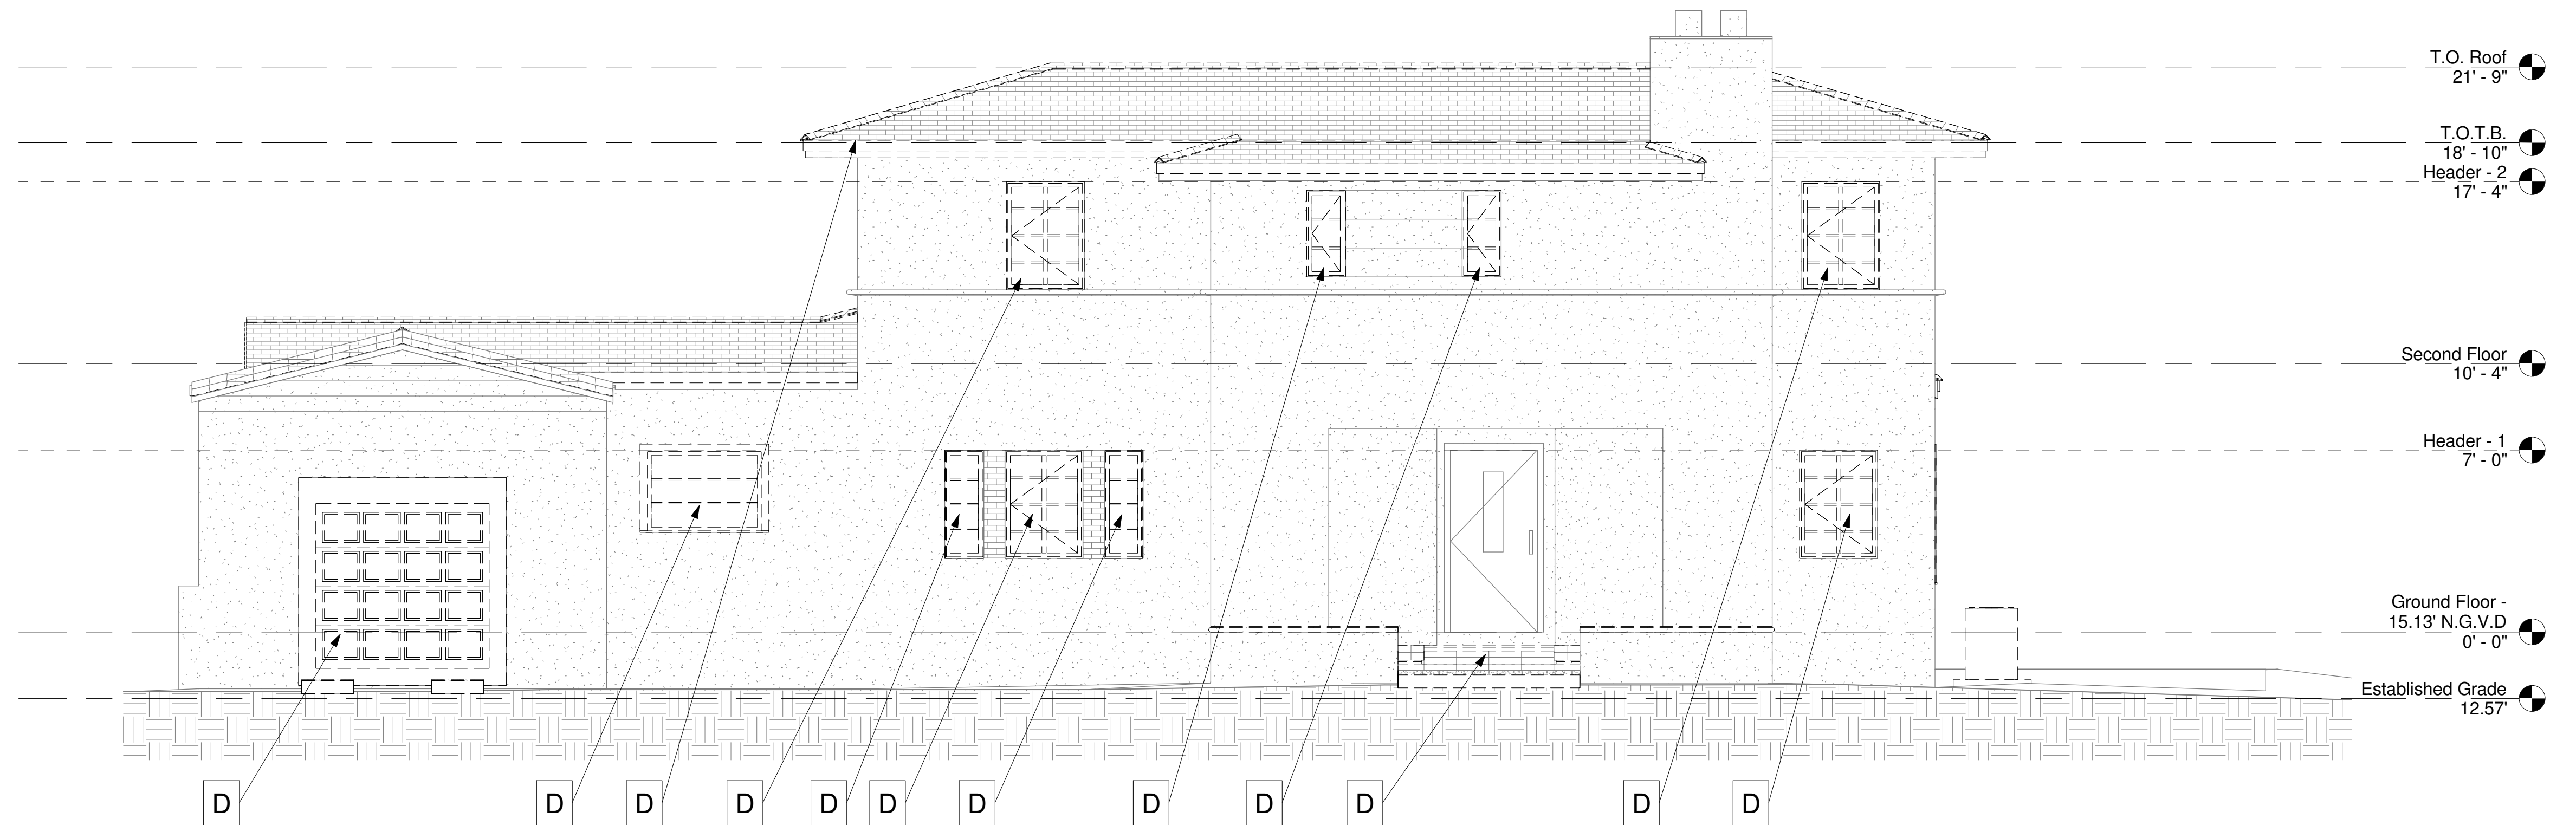 T.O. Roof
21' - 9"
T.O.T.B.
18' - 10"
Header - 2
17' - 4"
Second Floor
10' - 4"
Header - 1
7' - 0"
Ground Floor -
15.13' N.G.V.D
0' - 0"
Established Grade
12.57'
D D D D D D D D D D D D